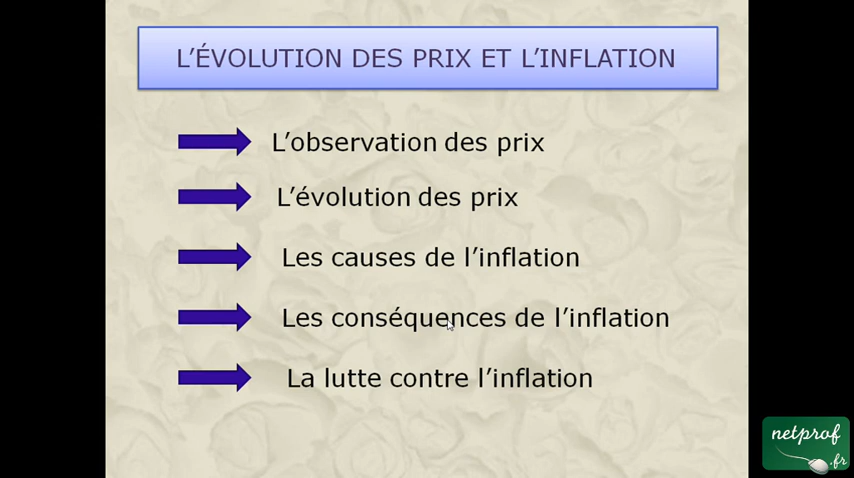 L’ÉVOLUTION DES PRIX ET L’INFLATION
L’observation des prix
L’évolution des prix
Les causes de l’inflation
Les conséquences de l’inflation
La lutte contre l’inflation
netprof
.fr